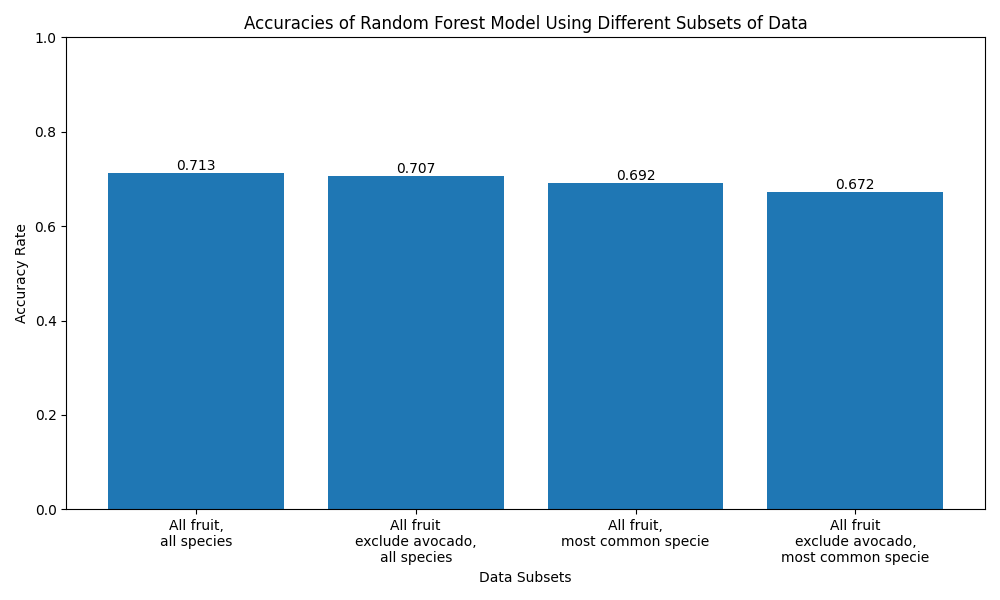 Accuracies of Random Forest Model Using Different Subsets of Data
1.0
0.8
0.6
0.4
0.2
0.0
Accuracy Rate
0.713
0.707
0.692
0.672
All fruit,
all species
All fruit
exclude avocado,
all species
All fruit,
most common specie
All fruit
exclude avocado,
most common specie
Data Subsets